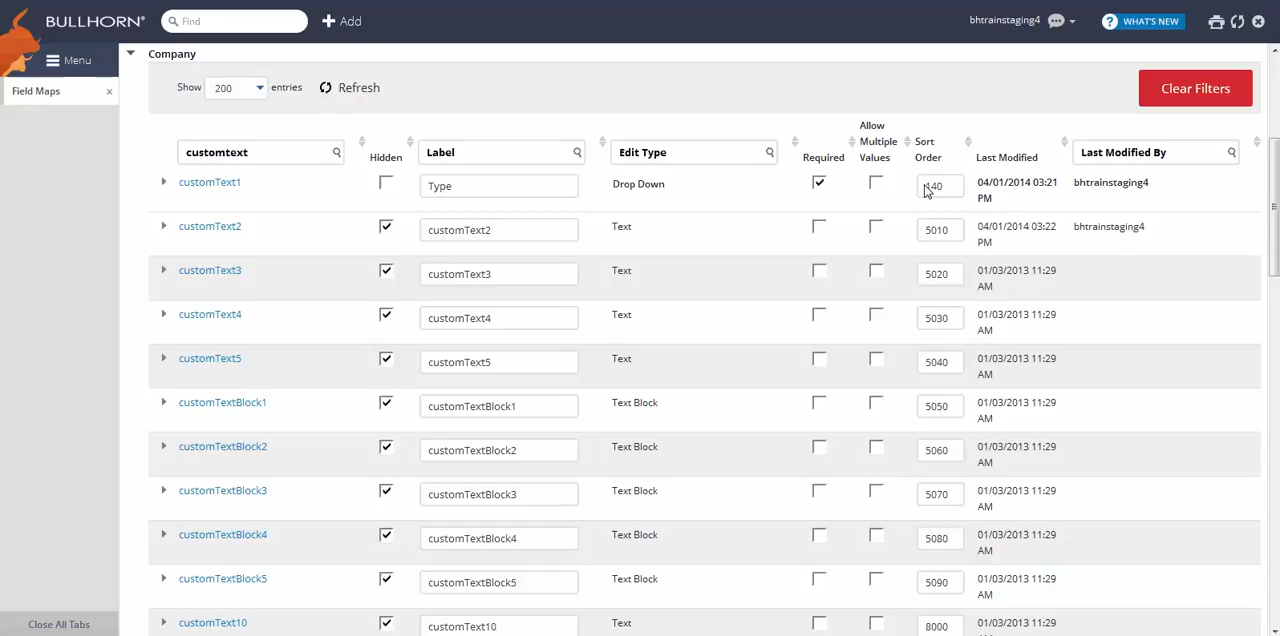 BULLHORN® Find Add bhtrainstaging4 ? WHAT'S NEW
Menu
Field Maps ×
Company
Show 200 entries Refresh Clear Filters
customtext Hidden Label Edit Type Required Allow Multiple Values Sort Order Last Modified Last Modified By
customText1 Type Drop Down 140 04/01/2014 03:21 PM bhtrainstaging4
customText2 customText2 Text 5010 04/01/2014 03:22 PM bhtrainstaging4
customText3 customText3 Text 5020 01/03/2013 11:29 AM
customText4 customText4 Text 5030 01/03/2013 11:29 AM
customText5 customText5 Text 5040 01/03/2013 11:29 AM
customTextBlock1 customTextBlock1 Text Block 5050 01/03/2013 11:29 AM
customTextBlock2 customTextBlock2 Text Block 5060 01/03/2013 11:29 AM
customTextBlock3 customTextBlock3 Text Block 5070 01/03/2013 11:29 AM
customTextBlock4 customTextBlock4 Text Block 5080 01/03/2013 11:29 AM
customTextBlock5 customTextBlock5 Text Block 5090 01/03/2013 11:29 AM
customText10 customText10 Text 8000 01/03/2013 11:29
Close All Tabs